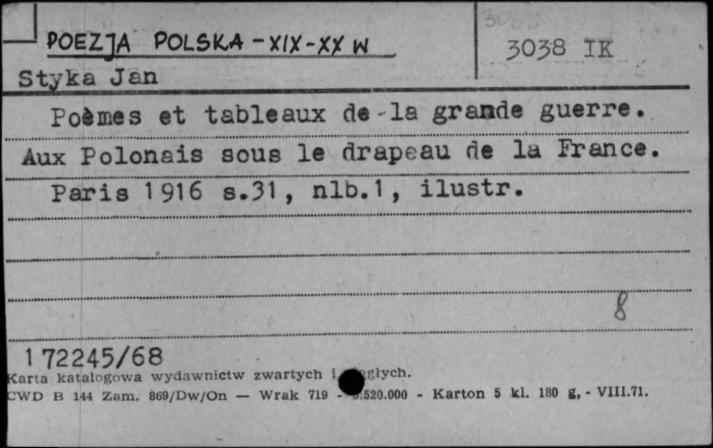 POEZJA POLSKA - XIX-XX W
3038 IK
Styka Jan
Poèmes et tableaux de la grande guerre.
Aux Polonais sous le drapeau de la France.
Paris 1916 s.31, nlb.1, ilustr.
8
172245/68
Karta katalogowa wydawnictw zwartych i
CWD B 144 Zam. 869/Dw/On — Wrak 719 - .520.000 - Karton 5 kl. 180 g, - VIII.71.